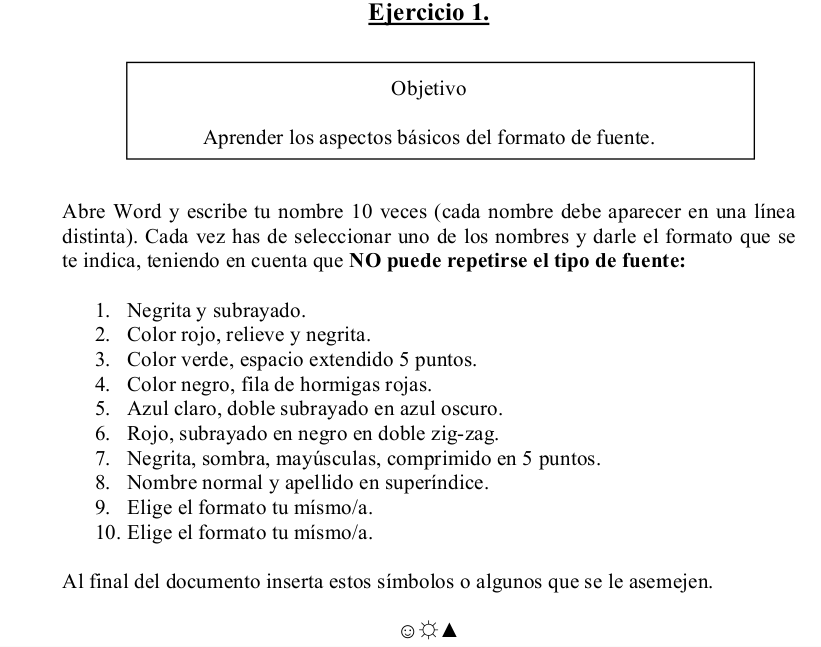 Ejercicio 1.
Objetivo
Aprender los aspectos básicos del formato de fuente.
Abre Word y escribe tu nombre 10 veces (cada nombre debe aparecer en una línea
distinta). Cada vez has de seleccionar uno de los nombres y darle el formato que se
te indica, teniendo en cuenta que NO puede repetirse el tipo de fuente:
1. Negrita y subrayado.
2. Color rojo, relieve y negrita.
3. Color verde, espacio extendido 5 puntos.
4. Color negro, fila de hormigas rojas.
5. Azul claro, doble subrayado en azul oscuro.
6. Rojo, subrayado en negro en doble zig-zag.
7. Negrita, sombra, mayúsculas, comprimido en 5 puntos.
8. Nombre normal y apellido en superíndice.
9. Elige el formato tu mísmo/a.
10. Elige el formato tu mísmo/a.
Al final del documento inserta estos símbolos o algunos que se le asemejen.
☺☼▲